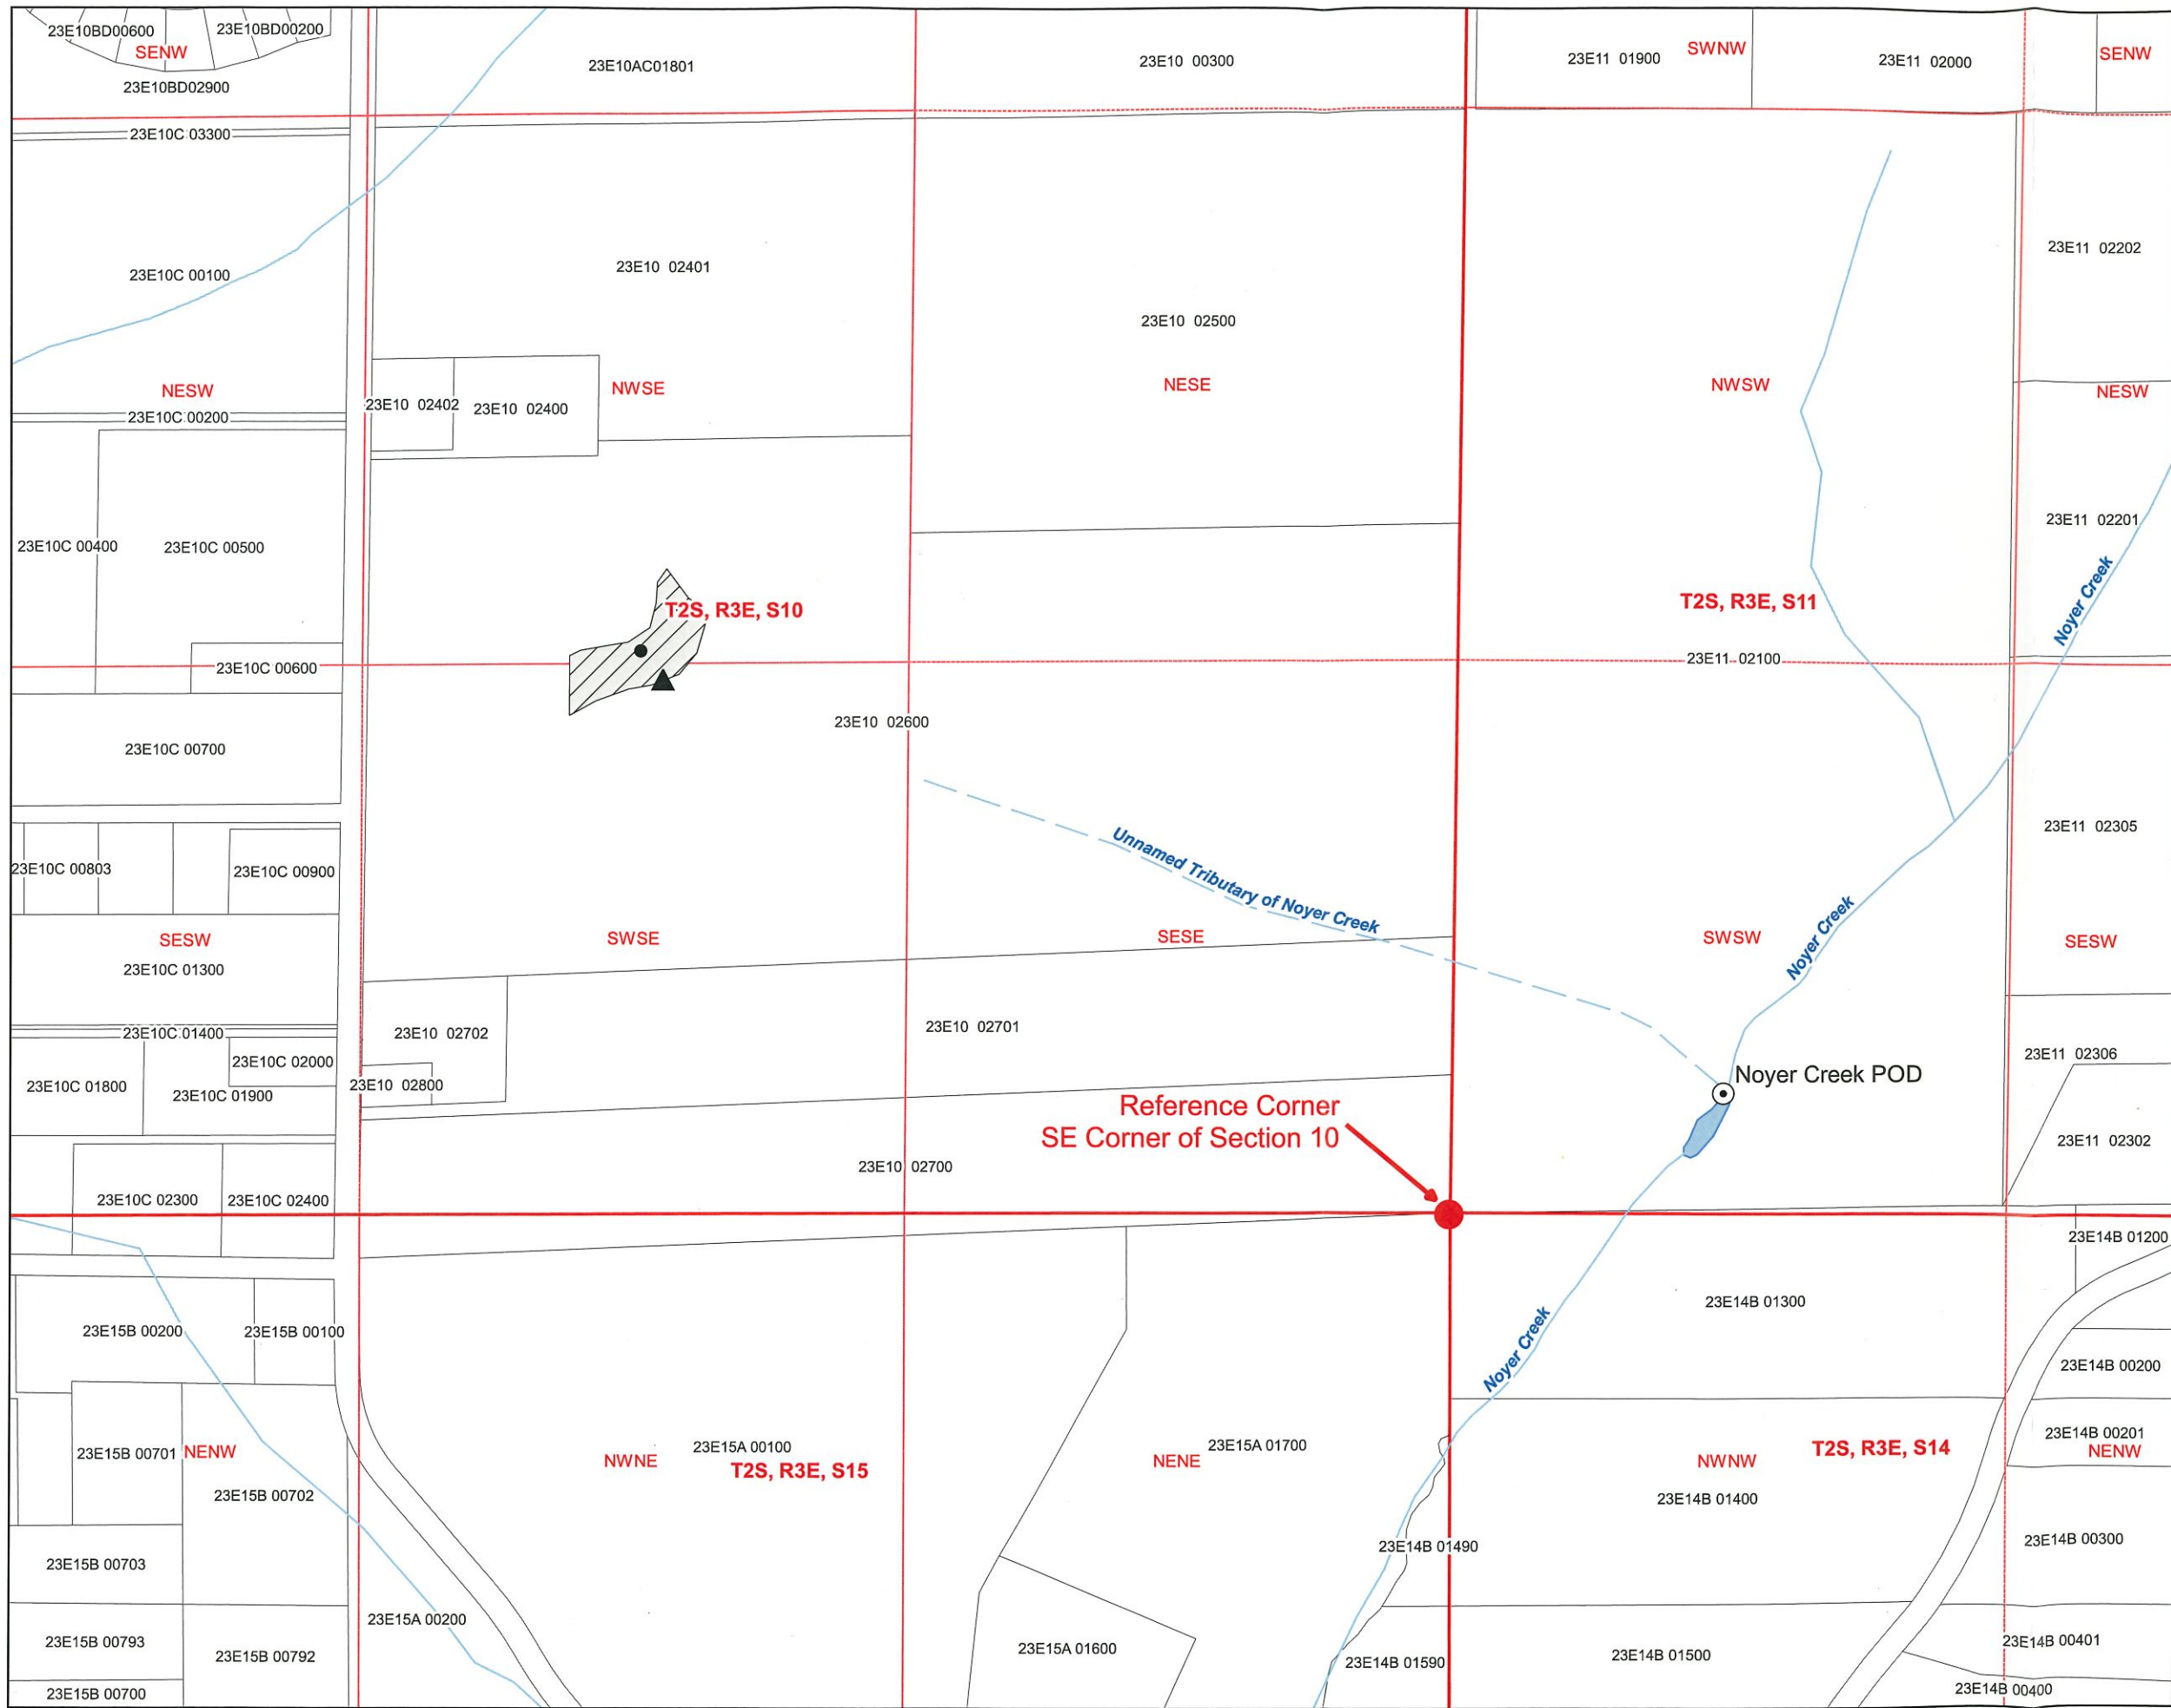 23E10BD00600
23E10BD00200
SENW
23E10BD02900
23E10AC01801
23E10 00300
23E11 01900
SWNW
23E11 02000
SENW
23E10C 03300
23E10C 00100
23E10 02401
23E10 02500
23E11 02202
NESW
23E10C 00200
23E10 02402
23E10 02400
NWSE
NESE
NWSW
NESW
23E10C 00400
23E10C 00500
23E11 02201
Noyer Creek
T2S, R3E, S10
T2S, R3E, S11
23E10C 00600
23E11 02100
23E10C 00700
23E10 02600
23E11 02305
Unnamed Tributary of Noyer Creek
23E10C 00803
23E10C 00900
Noyer Creek
SESW
23E10C 01300
SWSE
SESE
SWSW
SESW
23E10C 01400
23E10 02702
23E10 02701
23E10C 02000
23E11 02306
23E10C 01800
23E10C 01900
23E10 02800
Noyer Creek POD
Reference Corner
SE Corner of Section 10
23E11 02302
23E10 02700
23E10C 02300
23E10C 02400
23E14B 01200
23E15B 00200
23E15B 00100
23E14B 01300
Noyer Creek
23E14B 00200
23E15B 00701
NENW
23E15B 00702
NWNE
23E15A 00100
T2S, R3E, S15
NENE
23E15A 01700
NWNW
T2S, R3E, S14
23E14B 01400
23E14B 00201
NENW
23E14B 01490
23E14B 00300
23E15B 00703
23E15A 00200
23E15B 00793
23E15B 00792
23E15A 01600
23E14B 01590
23E14B 01500
23E14B 00401
23E15B 00700
23E14B 00400